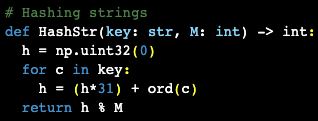 # Hashing strings
def HashStr(key: str, M: int) -> int:
  h = np.uint32(0)
  for c in key:
    h = (h*31) + ord(c)
  return h % M